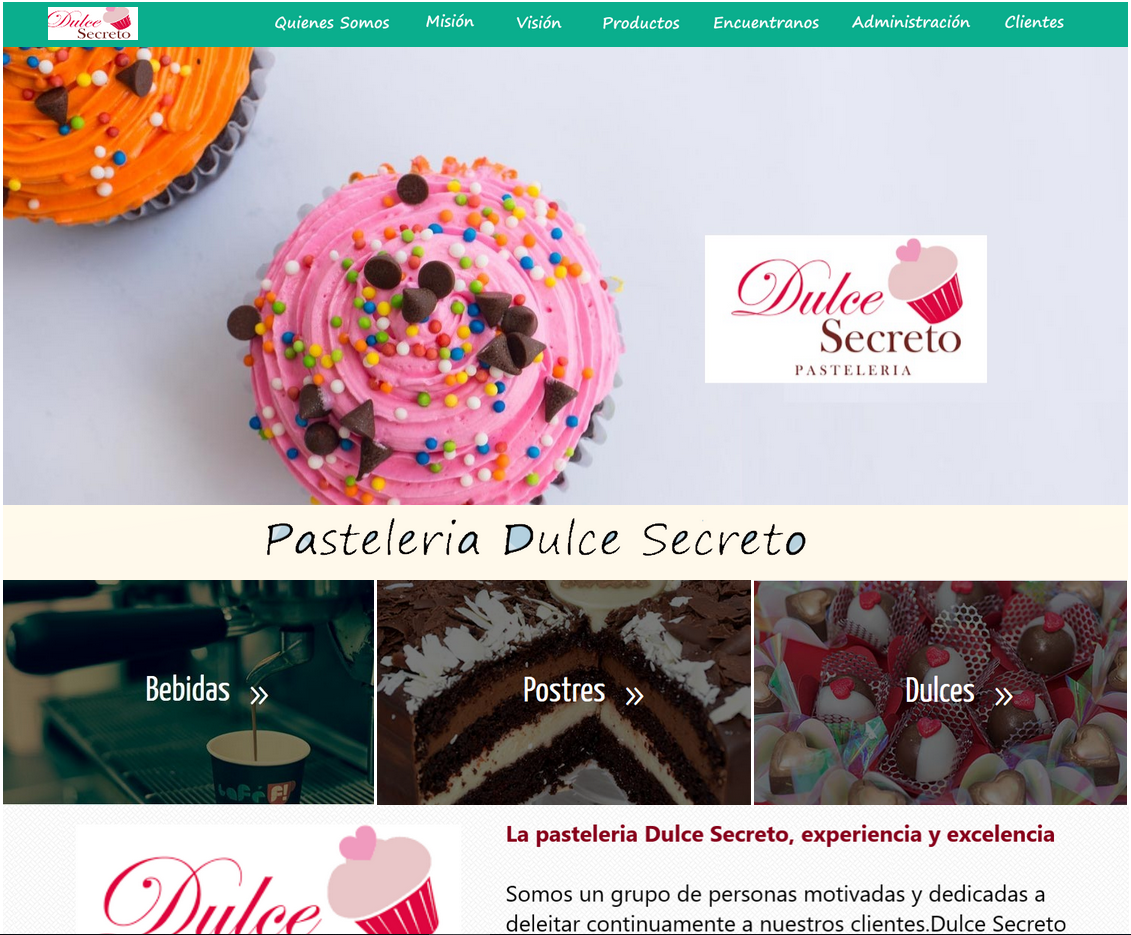 Dulce
Secreto
Quienes Somos Misión Visión Productos Encuentranos Administración Clientes
Dulce
Secreto
PASTELERIA
Pasteleria Dulce Secreto
Bebidas » Postres » Dulces »
Café F!
Dulce
La pasteleria Dulce Secreto, experiencia y excelencia
Somos un grupo de personas motivadas y dedicadas a
deleitar continuamente a nuestros clientes.Dulce Secreto